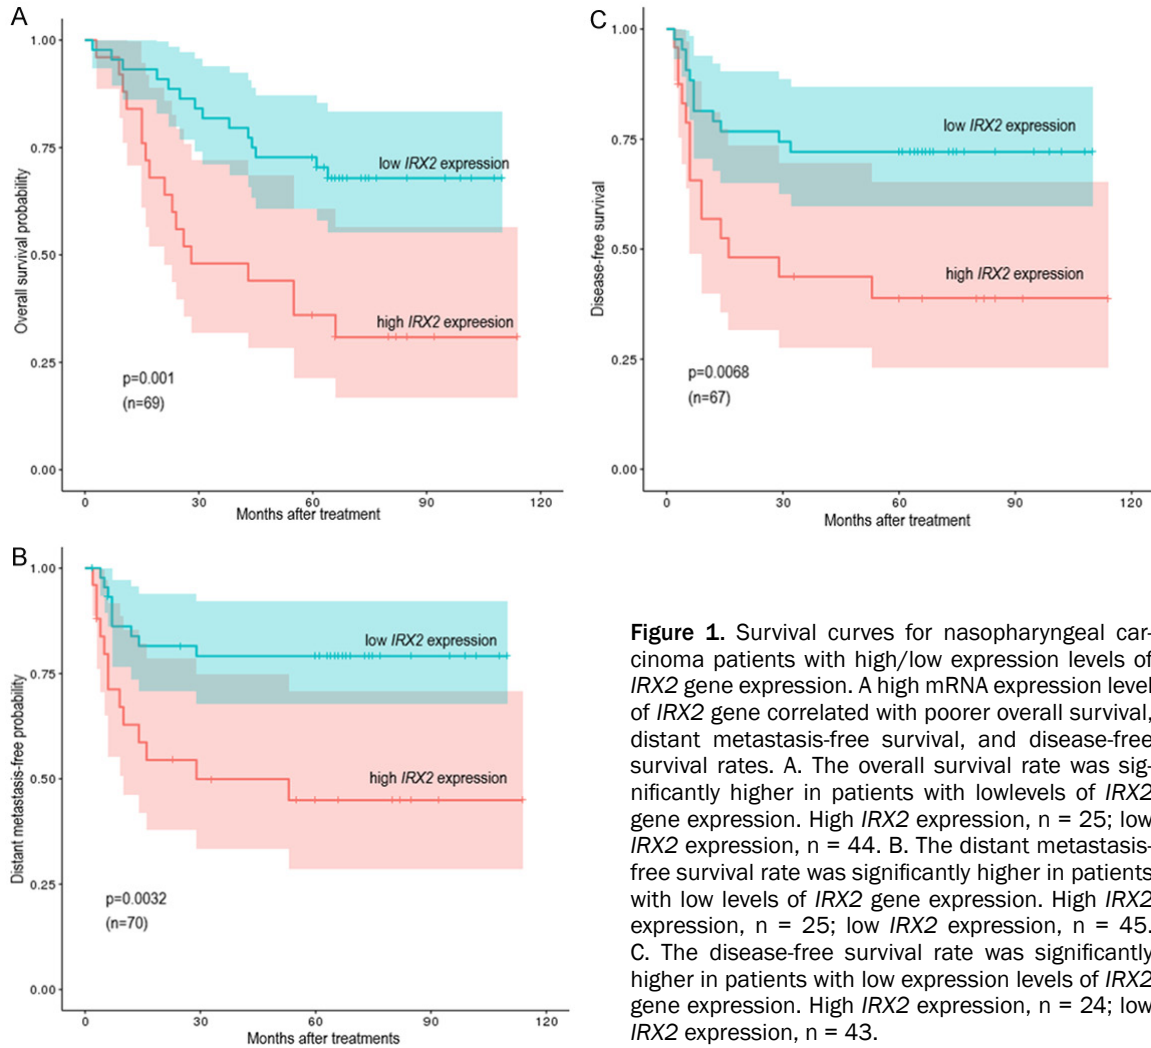 A
1.00
0.75
0.50
0.25
0.00
Overall survival probability
low IRX2 expression
high IRX2 expreesion
p=0.001
(n=69)
0 30 60 90 120
Months after treatment
C
1.00
0.75
0.50
0.25
0.00
Disease-free survival
low IRX2 expression
high IRX2 expression
p=0.0068
(n=67)
0 30 60 90 120
Months after treatment
B
1.00
0.75
0.50
0.25
0.00
Distant metastasis-free probability
low IRX2 expression
high IRX2 expression
p=0.0032
(n=70)
0 30 60 90 120
Months after treatments
Figure 1. Survival curves for nasopharyngeal car-
cinoma patients with high/low expression levels of
IRX2 gene expression. A high mRNA expression level
of IRX2 gene correlated with poorer overall survival,
distant metastasis-free survival, and disease-free
survival rates. A. The overall survival rate was sig-
nificantly higher in patients with lowlevels of IRX2
gene expression. High IRX2 expression, n = 25; low
IRX2 expression, n = 44. B. The distant metastasis-
free survival rate was significantly higher in patients
with low levels of IRX2 gene expression. High IRX2
expression, n = 25; low IRX2 expression, n = 45.
C. The disease-free survival rate was significantly
higher in patients with low expression levels of IRX2
gene expression. High IRX2 expression, n = 24; low
IRX2 expression, n = 43.